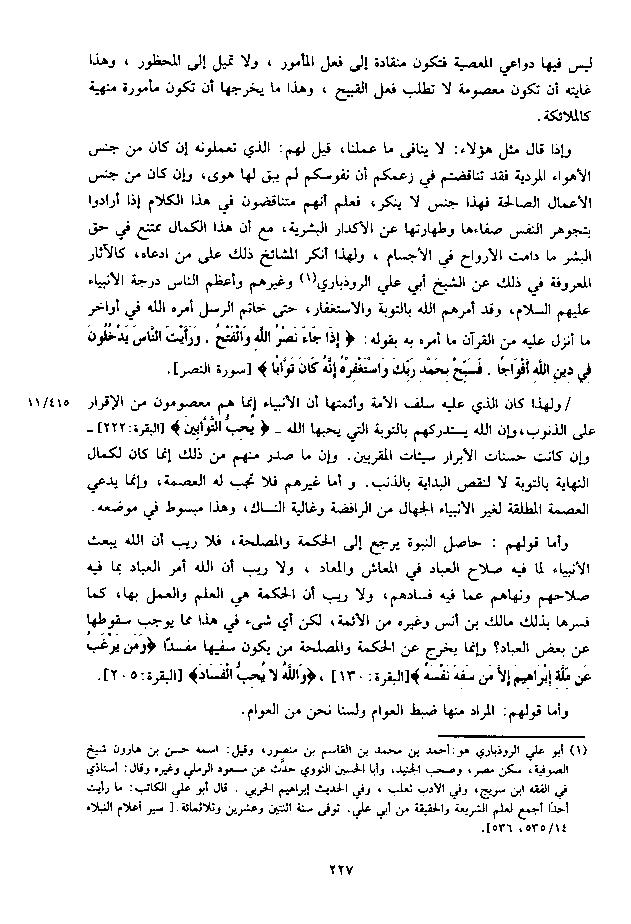 ليس فيها دواعي المعصية فتكون منقادة إلى فعل المأمور ، ولا تميل إلى المحظور ، وهذا
غايته أن تكون معصومة لا تطلب فعل القبيح ، وهذا ما يخرجها أن تكون مأمورة منهية
كالملائكة .
وإذا قال مثل هؤلاء: لا ينافى ما عملنا، قيل لهم: الذي تعملونه إن كان من جنس
الأهواء المردية فقد تناقضتم في زعمكم أن نفوسكم لم يبق لها هوى، وإن كان من جنس
الأعمال الصالحة فهذا جنس لا ينكر، فعلم أنهم متناقضون في هذا الكلام إذا أرادوا
بتجوهر النفس صفاءها وطهارتها عن الأكدار البشرية، مع أن هذا الكمال ممتنع في حق
البشر ما دامت الأرواح في الأجسام ، ولهذا أنكر المشائخ ذلك على من ادعاه، كالآثار
المعروفة في ذلك عن الشيخ أبي علي الروذباري(١) وغيرهم وأعظم الناس درجة الأنبياء
عليهم السلام، وقد أمرهم الله بالتوبة والاستغفار، حتى خاتم الرسل أمره الله في أواخر
ما أنزل عليه من القرآن ما أمره به بقوله: ﴿ إِذَا جَاءَ نَصْرُ اللَّهِ وَالْفَتْحُ . وَرَأَيْتَ النَّاسَ يَدْخُلُونَ
فِي دِينِ اللَّهِ أَفْوَاجًا . فَسَبِّحْ بِحَمْدِ رَبِّكَ وَاسْتَغْفِرْهُ إِنَّهُ كَانَ تَوَّابًا ﴾ [سورة النصر].
/ ولهذا كان الذي عليه سلف الأمة وأئمتها أن الأنبياء إنما هم معصومون من الإقرار ١١/٤١٥
على الذنوب،وإن الله يستدركهم بالتوبة التي يحبها الله ـ ﴿ يُحِبُّ التَّوَّابِينَ ﴾ [البقرة:٢٢٢] ـ
وإن كانت حسنات الأبرار سيئات المقربين. وإن ما صدر منهم من ذلك إنما كان لكمال
النهاية بالتوبة لا لنقص البداية بالذنب. و أما غيرهم فلا تجب له العصمة، وإنما يدعي
العصمة المطلقة لغير الأنبياء الجهال من الرافضة وغالية النساك، وهذا مبسوط في موضعه.
وأما قولهم : حاصل النبوة يرجع إلى الحكمة والمصلحة، فلا ريب أن الله يبعث
الأنبياء لما فيه صلاح العباد في المعاش والمعاد ، ولا ريب أن الله أمر العباد بما فيه
صلاحهم ونهاهم عما فيه فسادهم، ولا ريب أن الحكمة هي العلم والعمل بها، كما
فسرها بذلك مالك بن أنس وغيره من الأئمة، لكن أي شىء في هذا مما يوجب سقوطها
عن بعض العباد؟ وإنما يخرج عن الحكمة والمصلحة من يكون سفيها مفسدًا ﴿وَمَن يَرْغَبُ
عَن مِّلَّةِ إِبْرَاهِيمَ إِلاَّ مَن سَفِهَ نَفْسَهُ ﴾[البقرة: ١٣٠] ،﴿وَاللَّهُ لا يُحِبُّ الْفَسَادَ﴾ [البقرة:٢٠٥].
وأما قولهم: المراد منها ضبط العوام ولسنا نحن من العوام.
(١) أبو علي الروذباري هو:أحمد بن محمد بن القاسم بن منصور، وقيل: اسمه حسن بن هارون شيخ
الصوفية، سكن مصر، وصحب الجنيد، وأبا الحسين النووي حدَّث عن مسعود الرملي وغيره وقال: أستاذي
في الفقه ابن سريج، وفي الأدب ثعلب ، وفي الحديث إبراهيم الحربي . قال أبو علي الكاتب: ما رأيت
أحدًا أجمع لعلم الشريعة والحقيقة من أبي علي. توفى سنة اثنتين وعشرين وثلاثمائة.[ سير أعلام النبلاء
١٤/ ٥٣٥، ٥٣٦].
٢٢٧